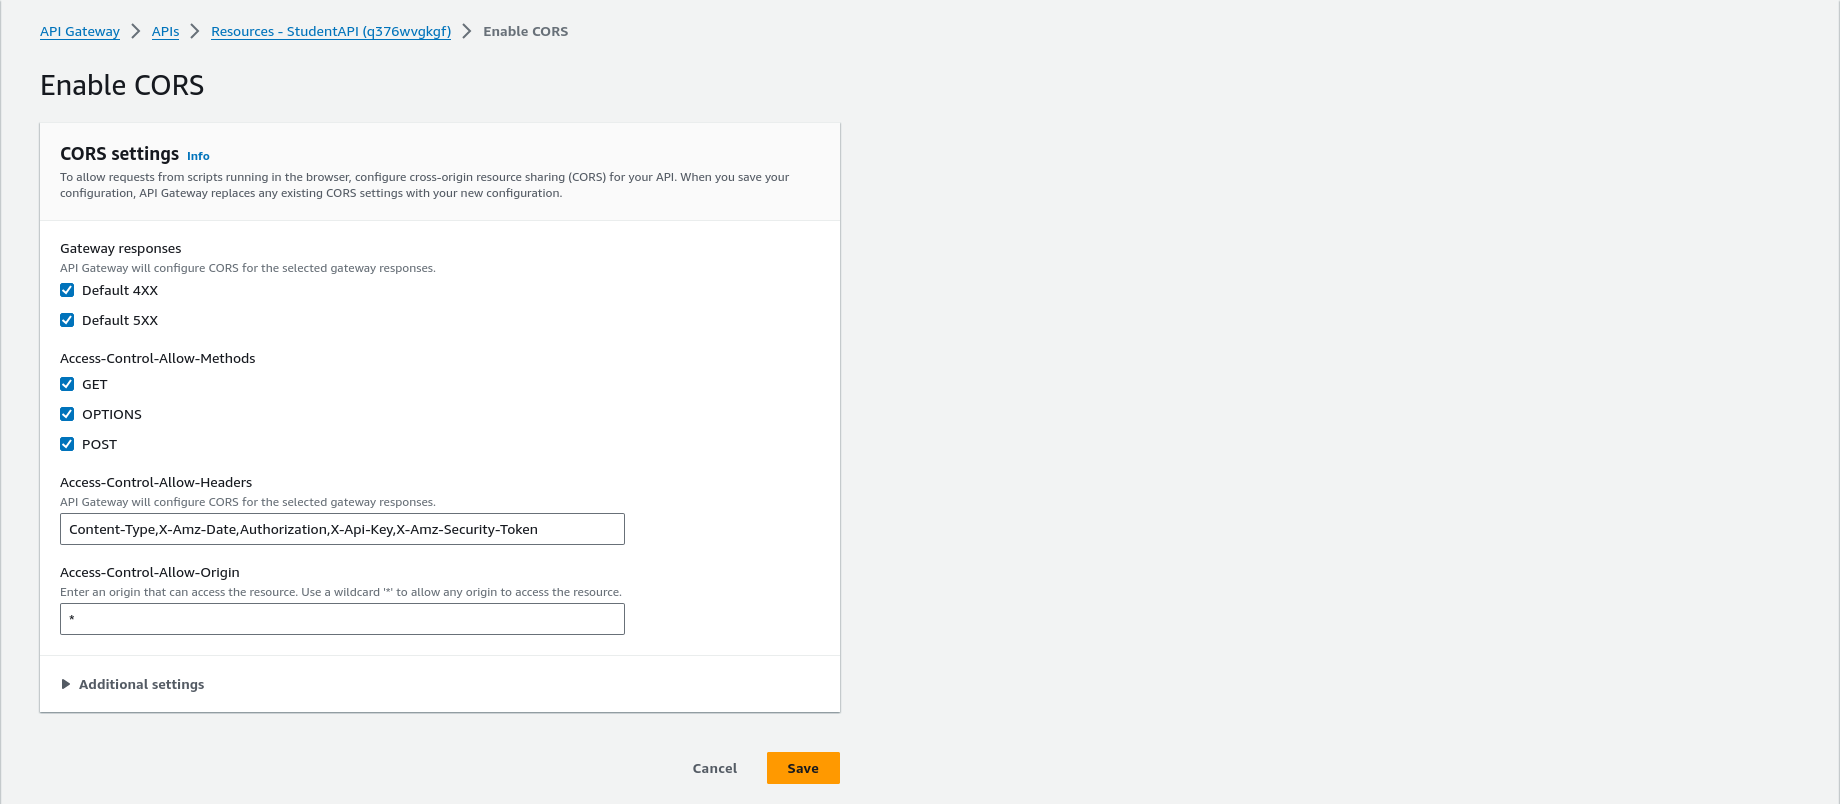 API Gateway > APIs > Resources - StudentAPI (q376wvgkgf) > Enable CORS
Enable CORS
CORS settings Info
To allow requests from scripts running in the browser, configure cross-origin resource sharing (CORS) for your API. When you save your
configuration, API Gateway replaces any existing CORS settings with your new configuration.
Gateway responses
API Gateway will configure CORS for the selected gateway responses.
Default 4XX
Default 5XX
Access-Control-Allow-Methods
GET
OPTIONS
POST
Access-Control-Allow-Headers
API Gateway will configure CORS for the selected gateway responses.
Content-Type,X-Amz-Date,Authorization,X-Api-Key,X-Amz-Security-Token
Access-Control-Allow-Origin
Enter an origin that can access the resource. Use a wildcard '*' to allow any origin to access the resource.
*
Additional settings
Cancel Save